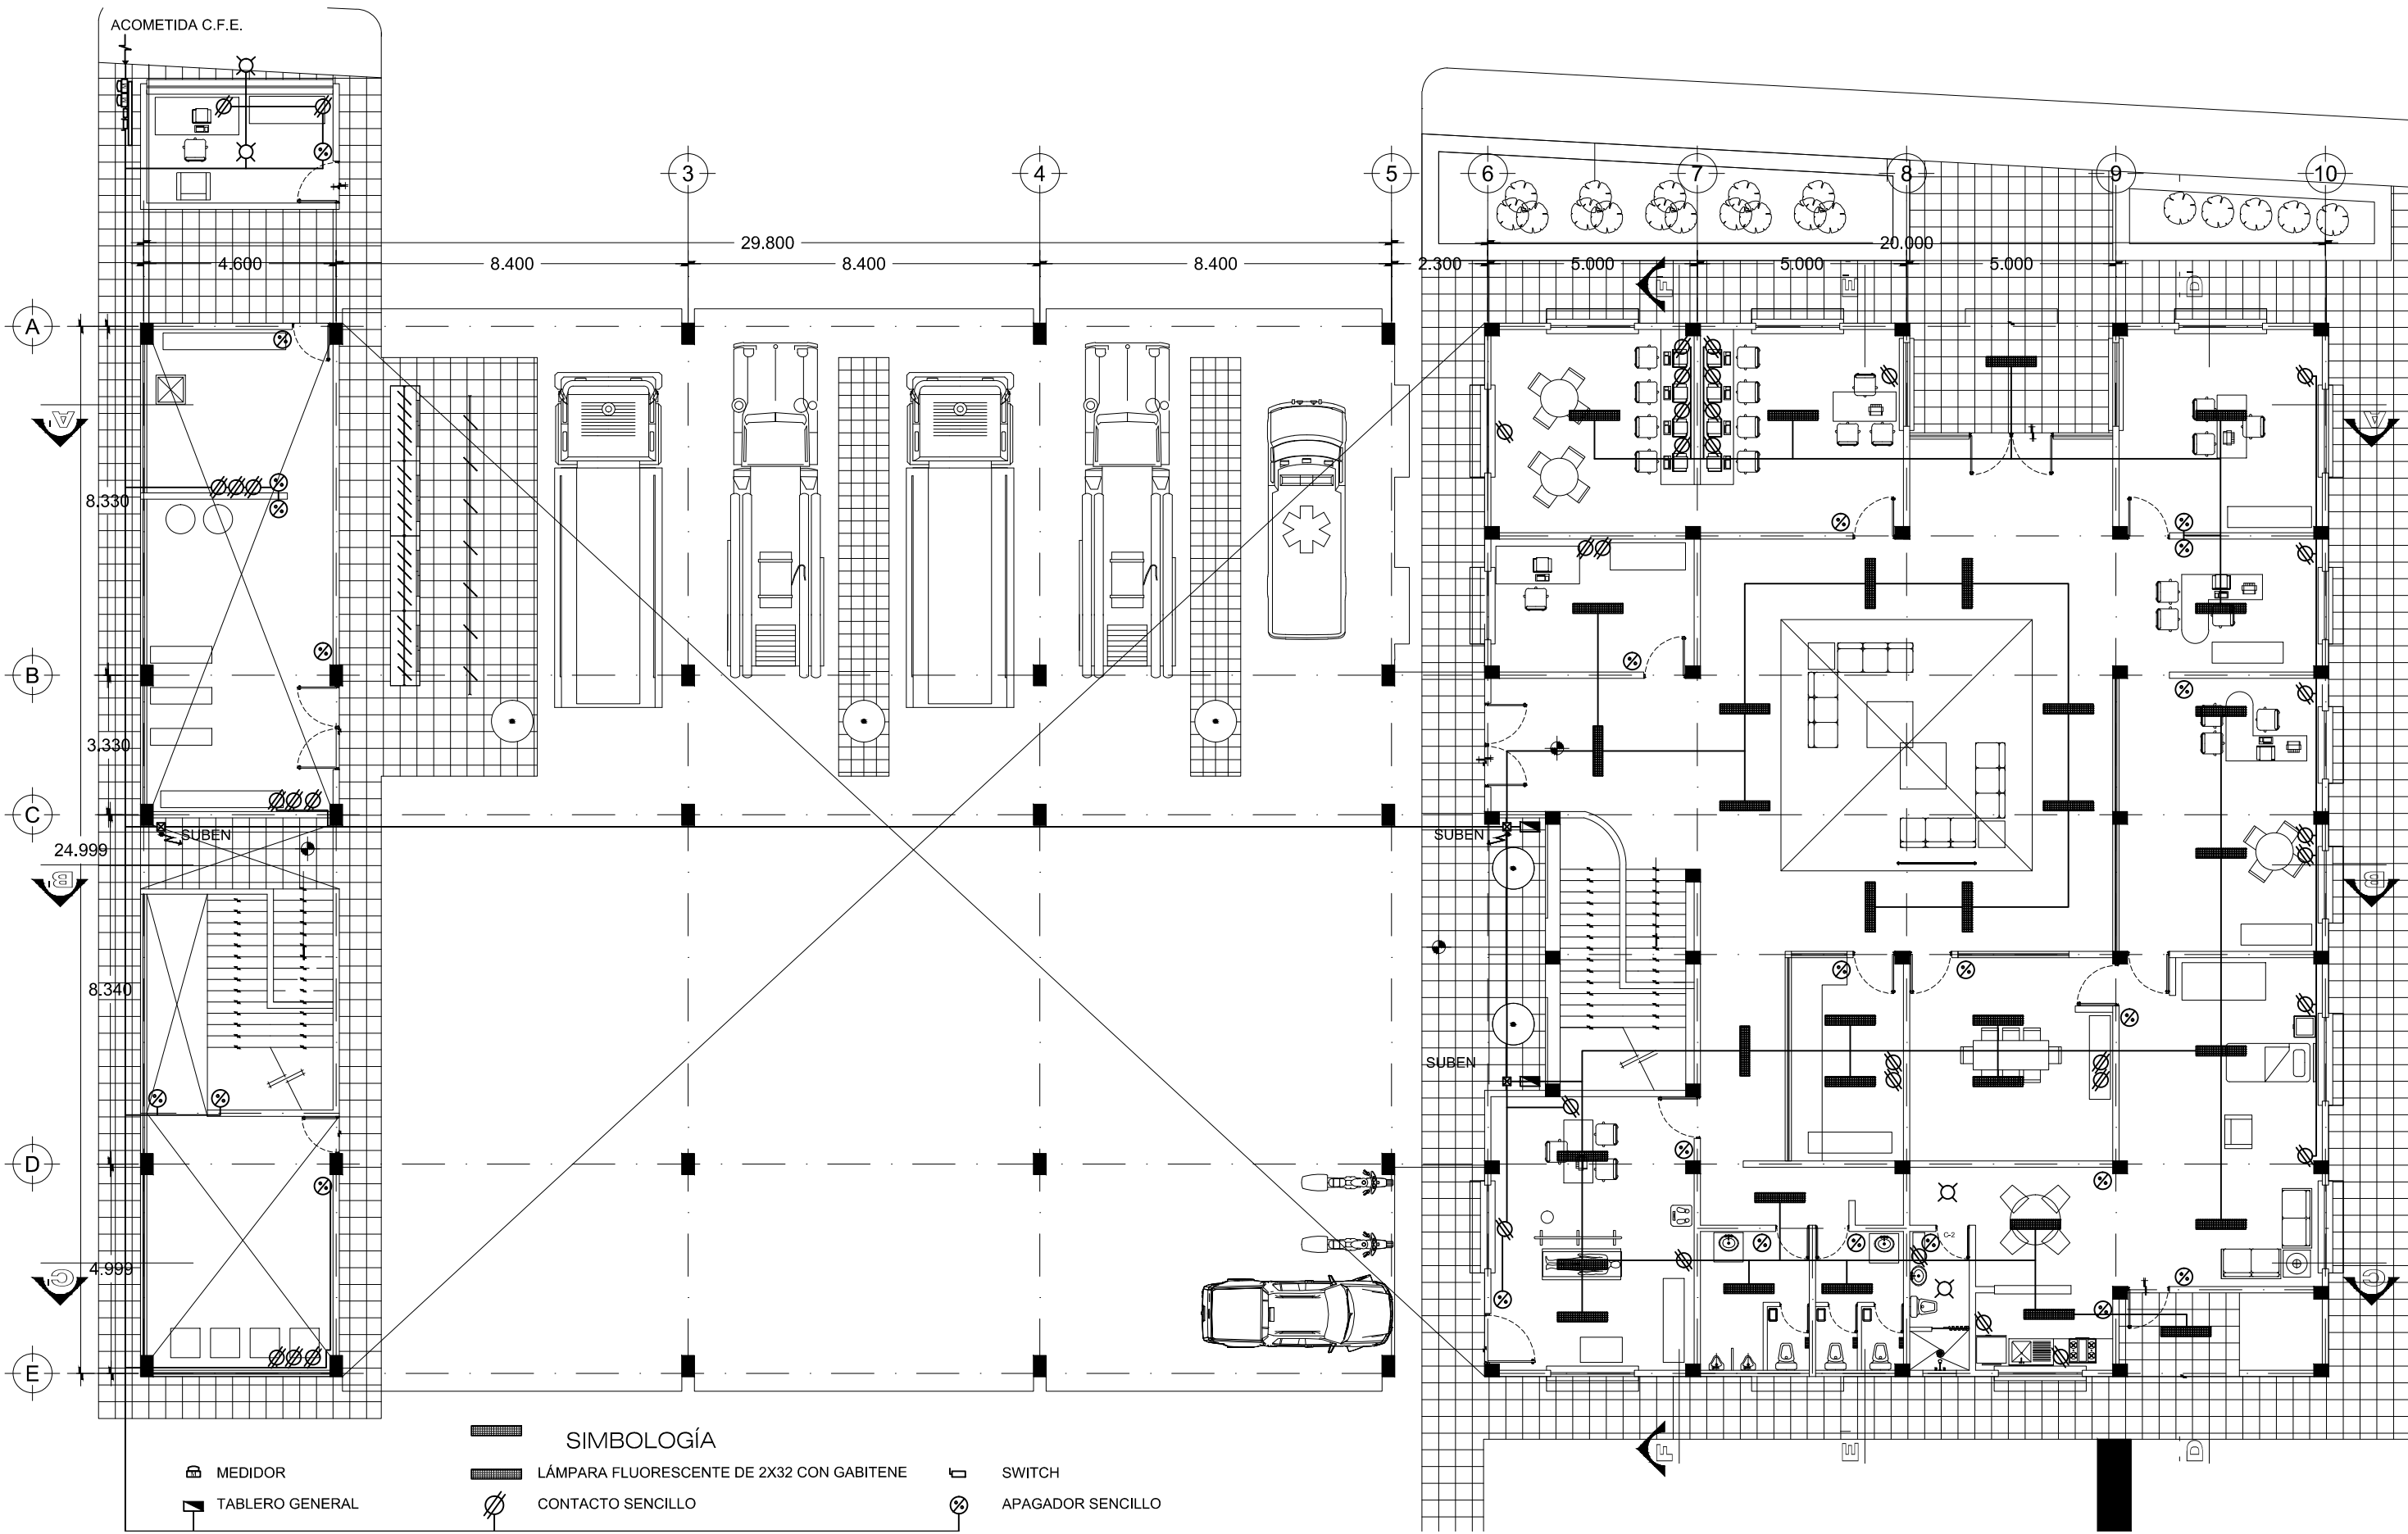 ACOMETIDA C.F.E.
3
4
5
6
7
8
9
10
29.800
20.000
4.600
8.400
8.400
8.400
2.300
5.000
5.000
5.000
F'
E'
D'
A
A'
A
8.330
B
3.330
C
SUBEN
SUBEN
24.999
B'
B
8.340
SUBEN
D
C-2
4.999
C'
C
E
SIMBOLOGÍA
F
E'
D
MEDIDOR
LÁMPARA FLUORESCENTE DE 2X32 CON GABITENE
SWITCH
TABLERO GENERAL
CONTACTO SENCILLO
APAGADOR SENCILLO